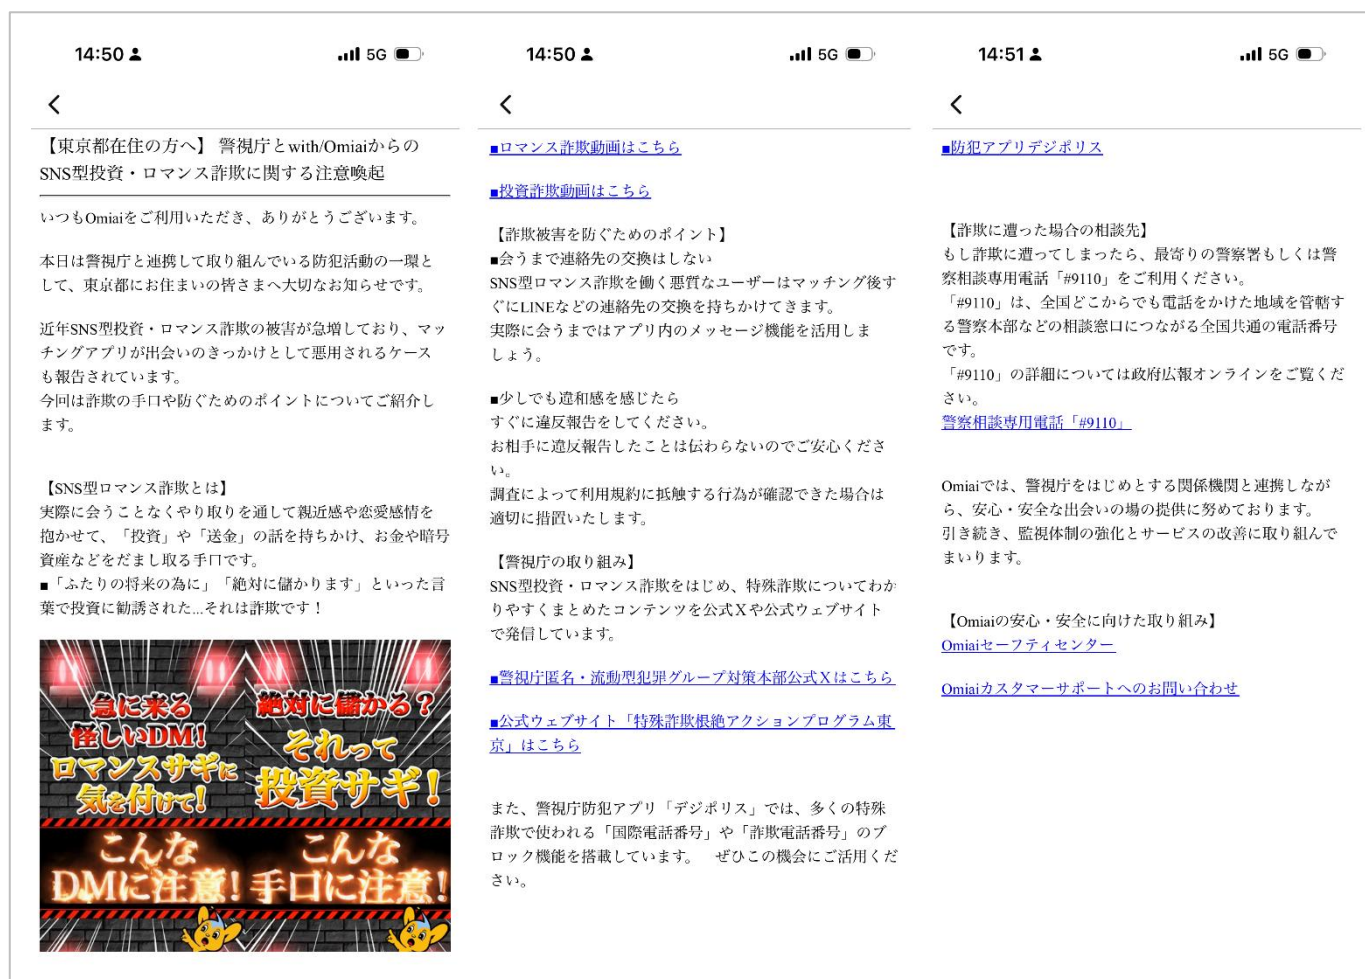 14:50
5G
【東京都在住の方へ】 警視庁とwith/Omiaiからの
SNS型投資・ロマンス詐欺に関する注意喚起
いつもOmiaiをご利用いただき、ありがとうございます。
本日は警視庁と連携して取り組んでいる防犯活動の一環と
して、東京都にお住まいの皆さまへ大切なお知らせです。
近年SNS型投資・ロマンス詐欺の被害が急増しており、マッ
チングアプリが出会いのきっかけとして悪用されるケース
も報告されています。
今回は詐欺の手口や防ぐためのポイントについてご紹介し
ます。
【SNS型ロマンス詐欺とは】
実際に会うことなくやり取りを通して親近感や恋愛感情を
抱かせて、「投資」や「送金」の話を持ちかけ、お金や暗号
資産などをだまし取る手口です。
■「ふたりの将来の為に」「絶対に儲かります」といった言
葉で投資に勧誘された...それは詐欺です！
急に来る
怪しいDM!
ロマンスサギに
気を付けて!
こんな
DMに注意!
絶対に儲かる？
それって
投資サギ!
こんな
手口に注意!
14:50
5G
■ロマンス詐欺動画はこちら
■投資詐欺動画はこちら
【詐欺被害を防ぐためのポイント】
■会うまで連絡先の交換はしない
SNS型ロマンス詐欺を働く悪質なユーザーはマッチング後す
ぐにLINEなどの連絡先の交換を持ちかけてきます。
実際に会うまではアプリ内のメッセージ機能を活用しま
しょう。
■少しでも違和感を感じたら
すぐに違反報告をしてください。
お相手に違反報告したことは伝わらないのでご安心くださ
い。
調査によって利用規約に抵触する行為が確認できた場合は
適切に措置いたします。
【警視庁の取り組み】
SNS型投資・ロマンス詐欺をはじめ、特殊詐欺についてわか
りやすくまとめたコンテンツを公式Xや公式ウェブサイト
で発信しています。
■警視庁匿名・流動型犯罪グループ対策本部公式Xはこちら
■公式ウェブサイト「特殊詐欺根絶アクションプログラム東
京」はこちら
また、警視庁防犯アプリ「デジポリス」では、多くの特殊
詐欺で使われる「国際電話番号」や「詐欺電話番号」のブ
ロック機能を搭載しています。　ぜひこの機会にご活用くだ
さい。
14:51
5G
■防犯アプリデジポリス
【詐欺に遭った場合の相談先】
もし詐欺に遭ってしまったら、最寄りの警察署もしくは警
察相談専用電話「#9110」をご利用ください。
「#9110」は、全国どこからでも電話をかけた地域を管轄す
る警察本部などの相談窓口につながる全国共通の電話番号
です。
「#9110」の詳細については政府広報オンラインをご覧くだ
さい。
警察相談専用電話「#9110」
Omiaiでは、警視庁をはじめとする関係機関と連携しなが
ら、安心・安全な出会いの場の提供に努めております。
引き続き、監視体制の強化とサービスの改善に取り組んで
まいります。
【Omiaiの安心・安全に向けた取り組み】
Omiaiセーフティセンター
Omiaiカスタマーサポートへのお問い合わせ